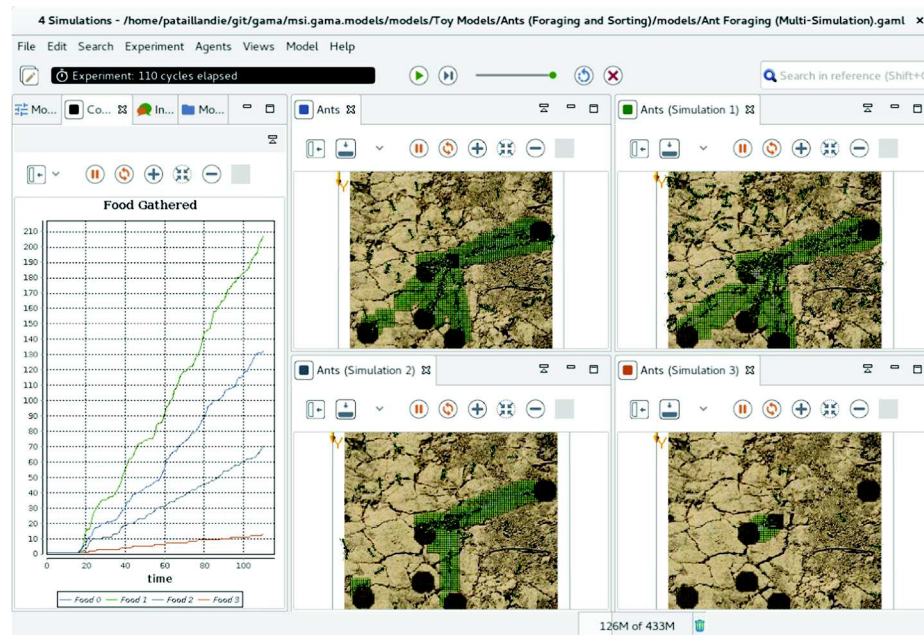 4 Simulations - /home/pataillandie/git/gama/msi.gama.models/models/Toy Models/Ants (Foraging and Sorting)/models/Ant Foraging (Multi-Simulation).gaml
File Edit Search Experiment Agents Views Model Help
Experiment: 110 cycles elapsed
Search in reference (Shift+
Mo... Co... In... Mo...
Ants
Ants (Simulation 1)
Food Gathered
210
200
190
180
170
160
150
140
130
120
110
100
90
80
70
60
50
40
30
20
10
0
0 20 40 60 80 100
time
Food 0 Food 1 Food 2 Food 3
Y
Y
Ants (Simulation 2)
Ants (Simulation 3)
Y
Y
126M of 433M